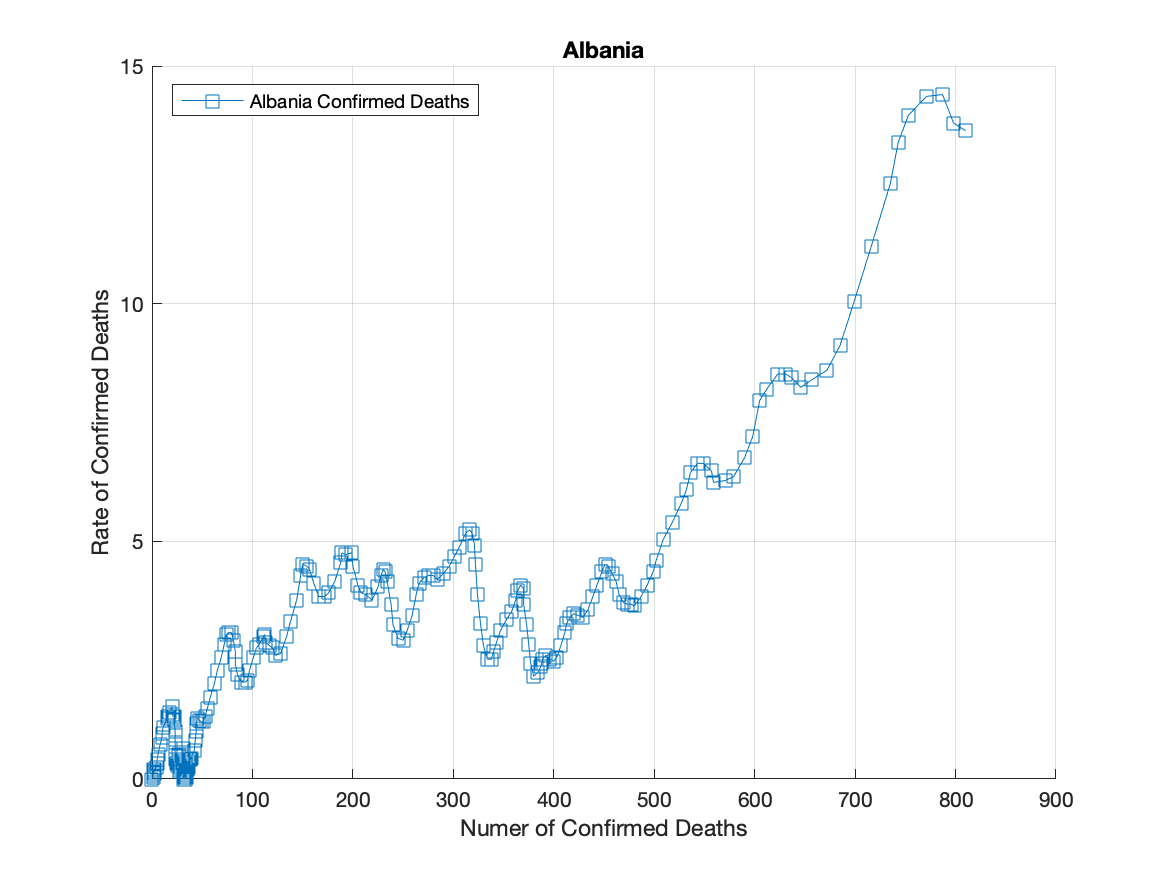 Albania
Albania Confirmed Deaths
Rate of Confirmed Deaths
15
10
5
0
0 100 200 300 400 500 600 700 800 900
Numer of Confirmed Deaths